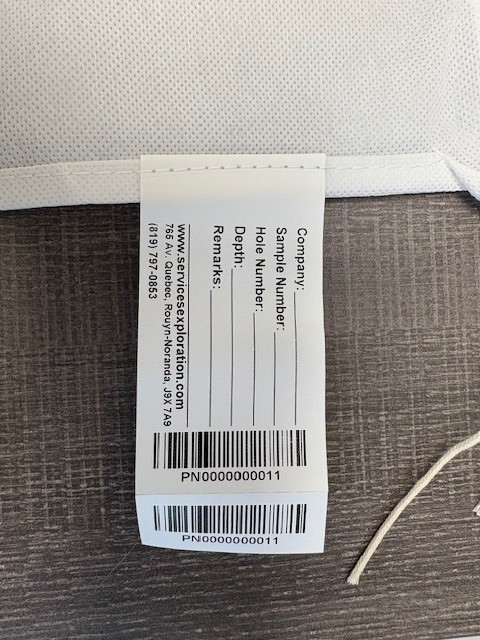 Company:
Sample Number:
Hole Number:
Depth:
Remarks:
www.servicesexploration.com
765 Av. Quebec, Rouyn-Noranda, J9X 7A9
(819) 797-0853
PN0000000011
PN0000000011